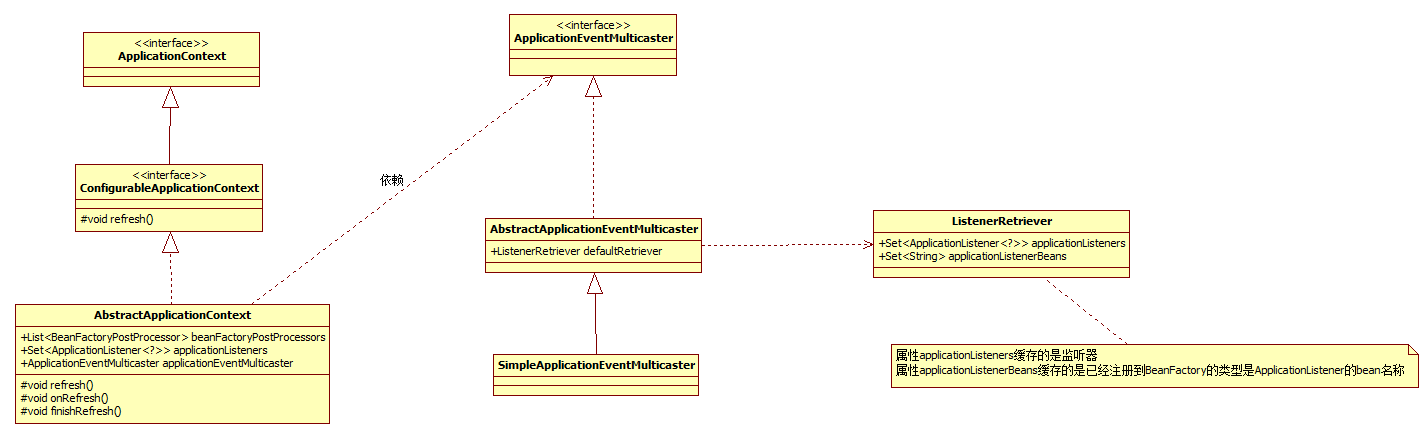 <<interface>>
ApplicationContext
<<interface>>
ConfigurableApplicationContext
#void refresh()
AbstractApplicationContext
+List<BeanFactoryPostProcessor> beanFactoryPostProcessors
+Set<ApplicationListener<?>> applicationListeners
+ApplicationEventMulticaster applicationEventMulticaster
#void refresh()
#void onRefresh()
#void finishRefresh()
依赖
<<interface>>
ApplicationEventMulticaster
AbstractApplicationEventMulticaster
+ListenerRetriever defaultRetriever
SimpleApplicationEventMulticaster
ListenerRetriever
+Set<ApplicationListener<?>> applicationListeners
+Set<String> applicationListenerBeans
属性applicationListeners缓存的是监听器
属性applicationListenerBeans缓存的是已经注册到BeanFactory的类型是ApplicationListener的bean名称